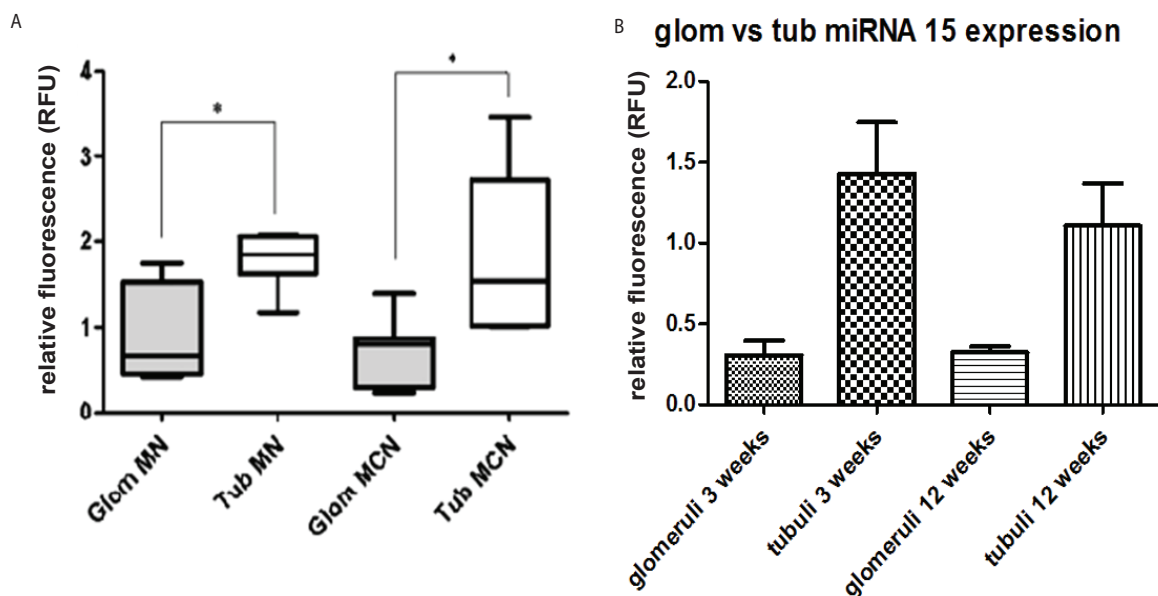 A
relative fluorescence (RFU)
4
3
2
1
0
*
*
Glom MN
Tub MN
Glom MCN
Tub MCN
B
glom vs tub miRNA 15 expression
relative fluorescence (RFU)
2.0
1.5
1.0
0.5
0.0
glomeruli 3 weeks
tubuli 3 weeks
glomeruli 12 weeks
tubuli 12 weeks